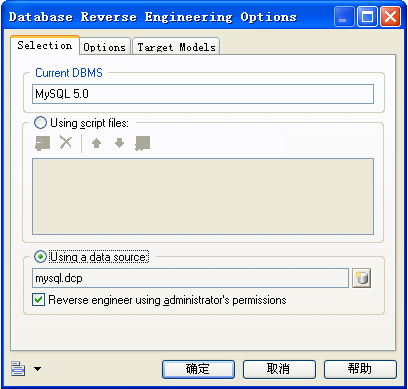 Database Reverse Engineering Options
Selection Options Target Models
Current DBMS
MySQL 5.0
Using script files:
Using a data source:
mysql.dcp
Reverse engineer using administrator's permissions
确定 取消 帮助